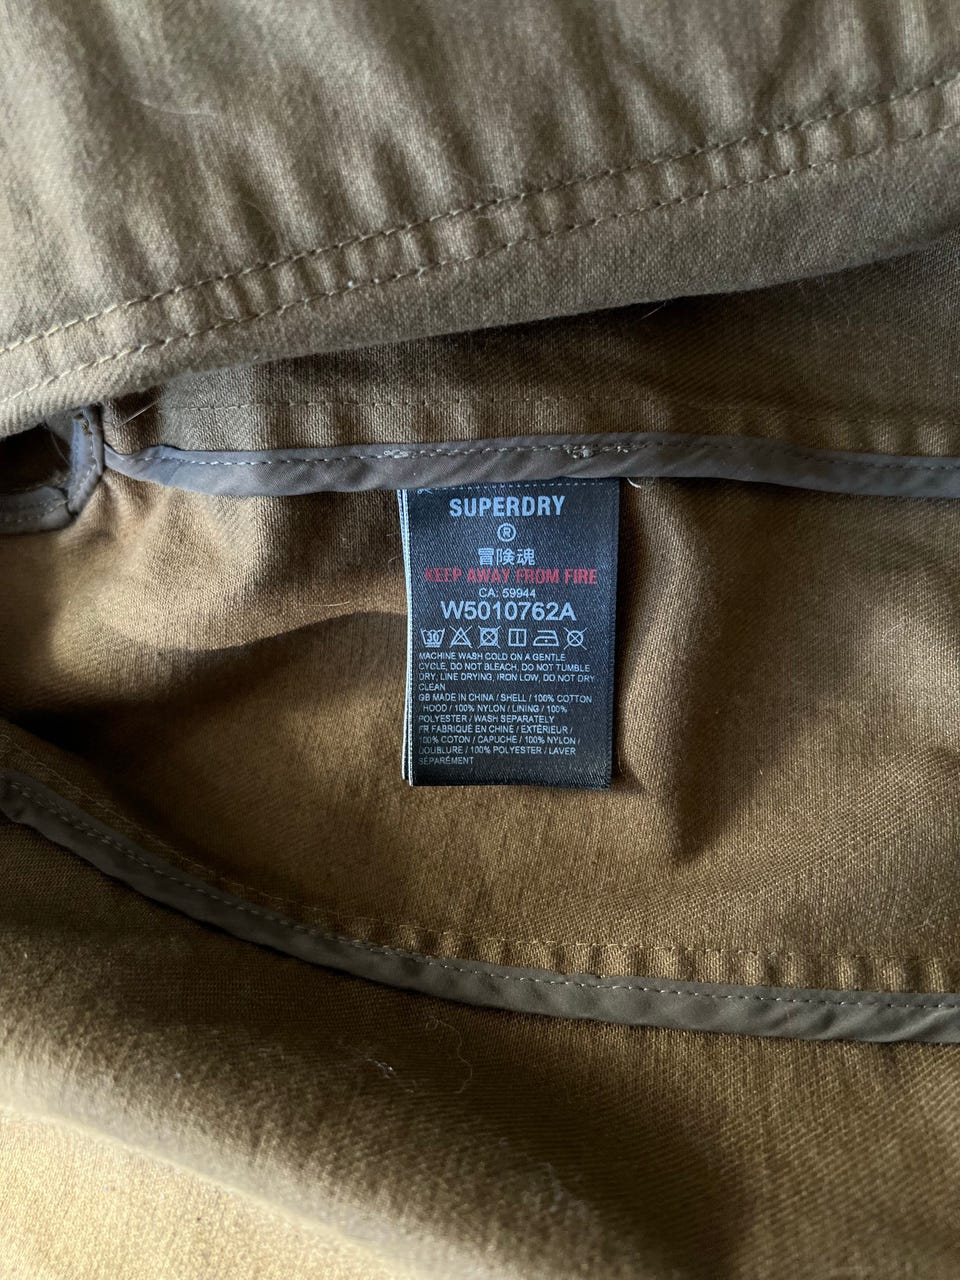 SUPERDRY
®
冒険魂
KEEP AWAY FROM FIRE
CA: 59944
W5010762A
30
MACHINE WASH COLD ON A GENTLE
CYCLE, DO NOT BLEACH, DO NOT TUMBLE
DRY, LINE DRYING, IRON LOW, DO NOT DRY
CLEAN
GB MADE IN CHINA / SHELL / 100% COTTON
/ HOOD / 100% NYLON / LINING / 100%
POLYESTER / WASH SEPARATELY
FR FABRIQUÉ EN CHINE / EXTÉRIEUR /
100% COTON / CAPUCHE / 100% NYLON /
DOUBLURE / 100% POLYESTER / LAVER
SÉPARÉMENT